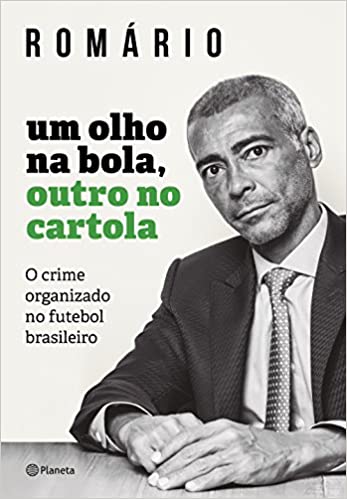 ROMÁRIO
um olho
na bola,
outro no
cartola
O crime
organizado
no futebol
brasileiro
Planeta